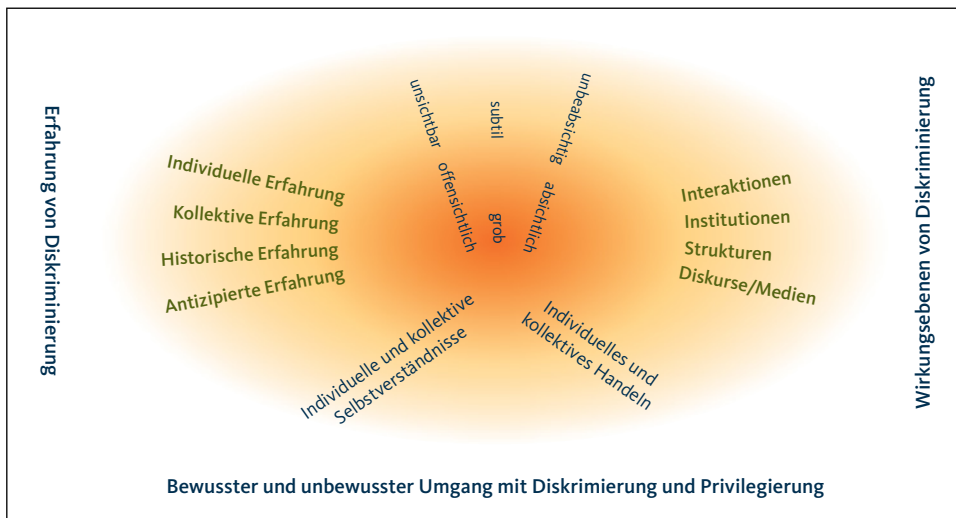 Erfahrung von Diskriminierung
unsichtbar
subtil
unbeabsichtig
offensichtlich
grob
absichtlich
Individuelle Erfahrung
Kollektive Erfahrung
Historische Erfahrung
Antizipierte Erfahrung
Interaktionen
Institutionen
Strukturen
Diskurse/Medien
Wirkungsebenen von Diskriminierung
Individuelle und kollektive
Selbstverständnisse
Individuelles und
kollektives Handeln
Bewusster und unbewusster Umgang mit Diskrimierung und Privilegierung